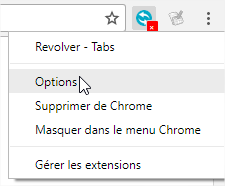 Revolver - Tabs
Options
Supprimer de Chrome
Masquer dans le menu Chrome
Gérer les extensions